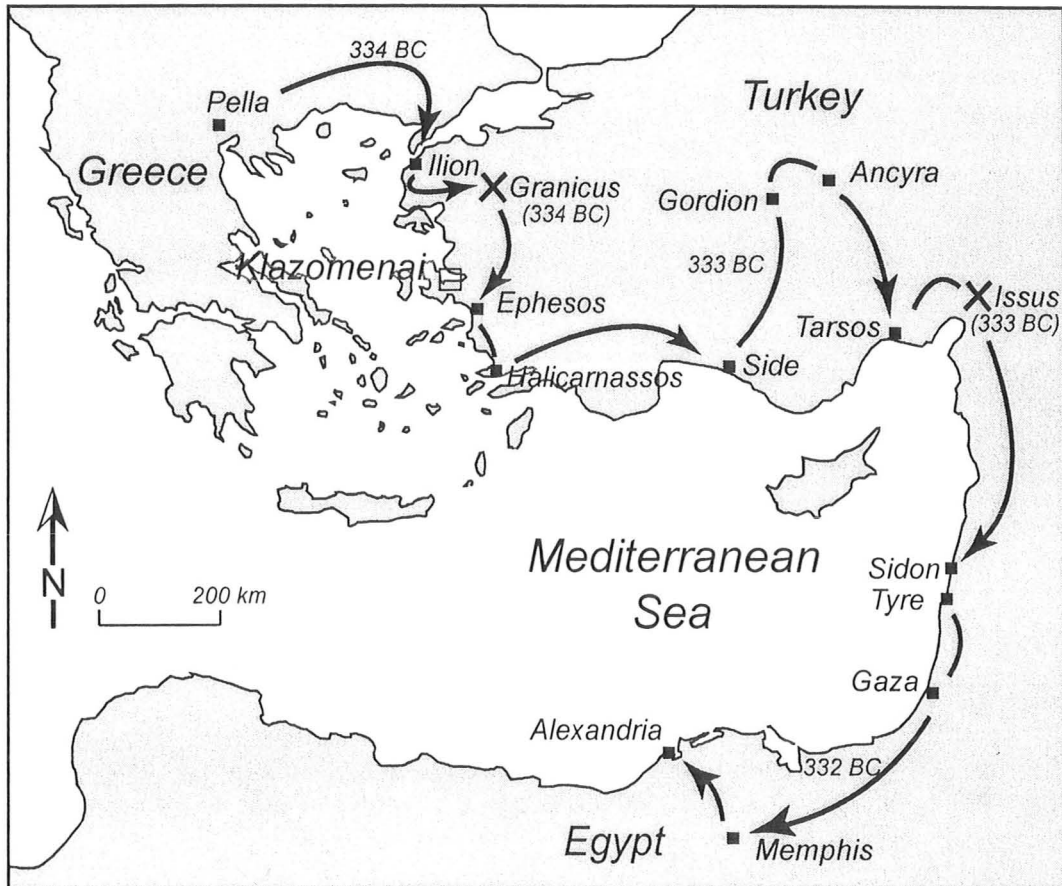 334 BC
Pella
Turkey
Greece
Ilion
Granicus
(334 BC)
Ancyra
Gordion
333 BC
Klazomenai
Ephesos
Issus
(333 BC)
Tarsos
Halicarnassos
Side
N
0 200 km
Mediterranean
Sea
Sidon
Tyre
Gaza
Alexandria
332 BC
Egypt
Memphis